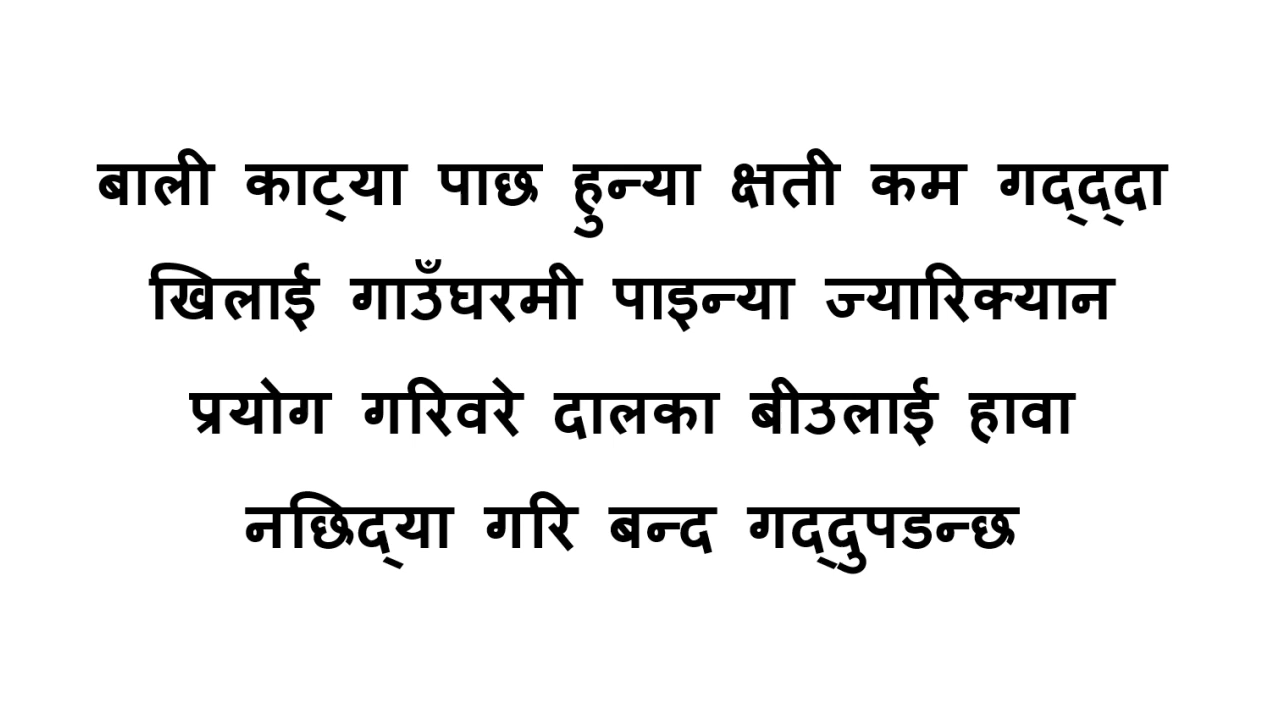 बाली काट्या पाछ हुन्या क्षती कम गद्द्दा
खिलाई गाउँघरमी पाइन्या ज्यारिक्यान
प्रयोग गरिवरे दालका बीउलाई हावा
नछिद्या गरि बन्द गद्दुपडन्छ